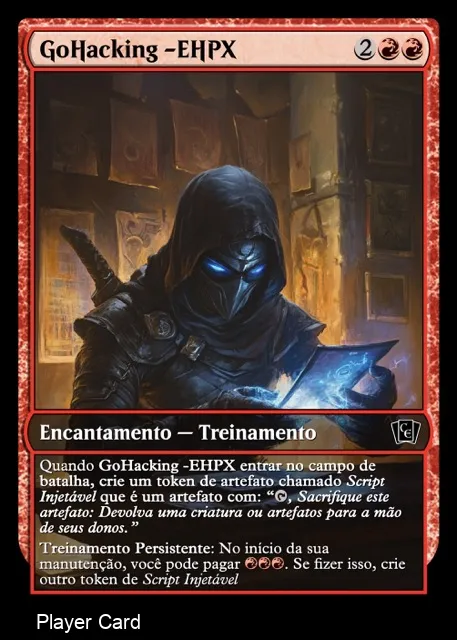 GoHacking -EHPX 2
Encantamento — Treinamento
Quando GoHacking -EHPX entrar no campo de
batalha, crie um token de artefato chamado Script
Injetável que é um artefato com: “, Sacrifique este
artefato: Devolva uma criatura ou artefatos para a mão
de seus donos.”
Treinamento Persistente: No início da sua
manutenção, você pode pagar . Se fizer isso, crie
outro token de Script Injetável
Player Card